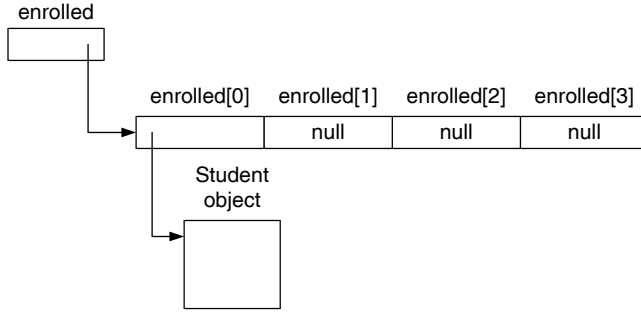 enrolled
enrolled[0] enrolled[1] enrolled[2] enrolled[3]
null null null
Student
object